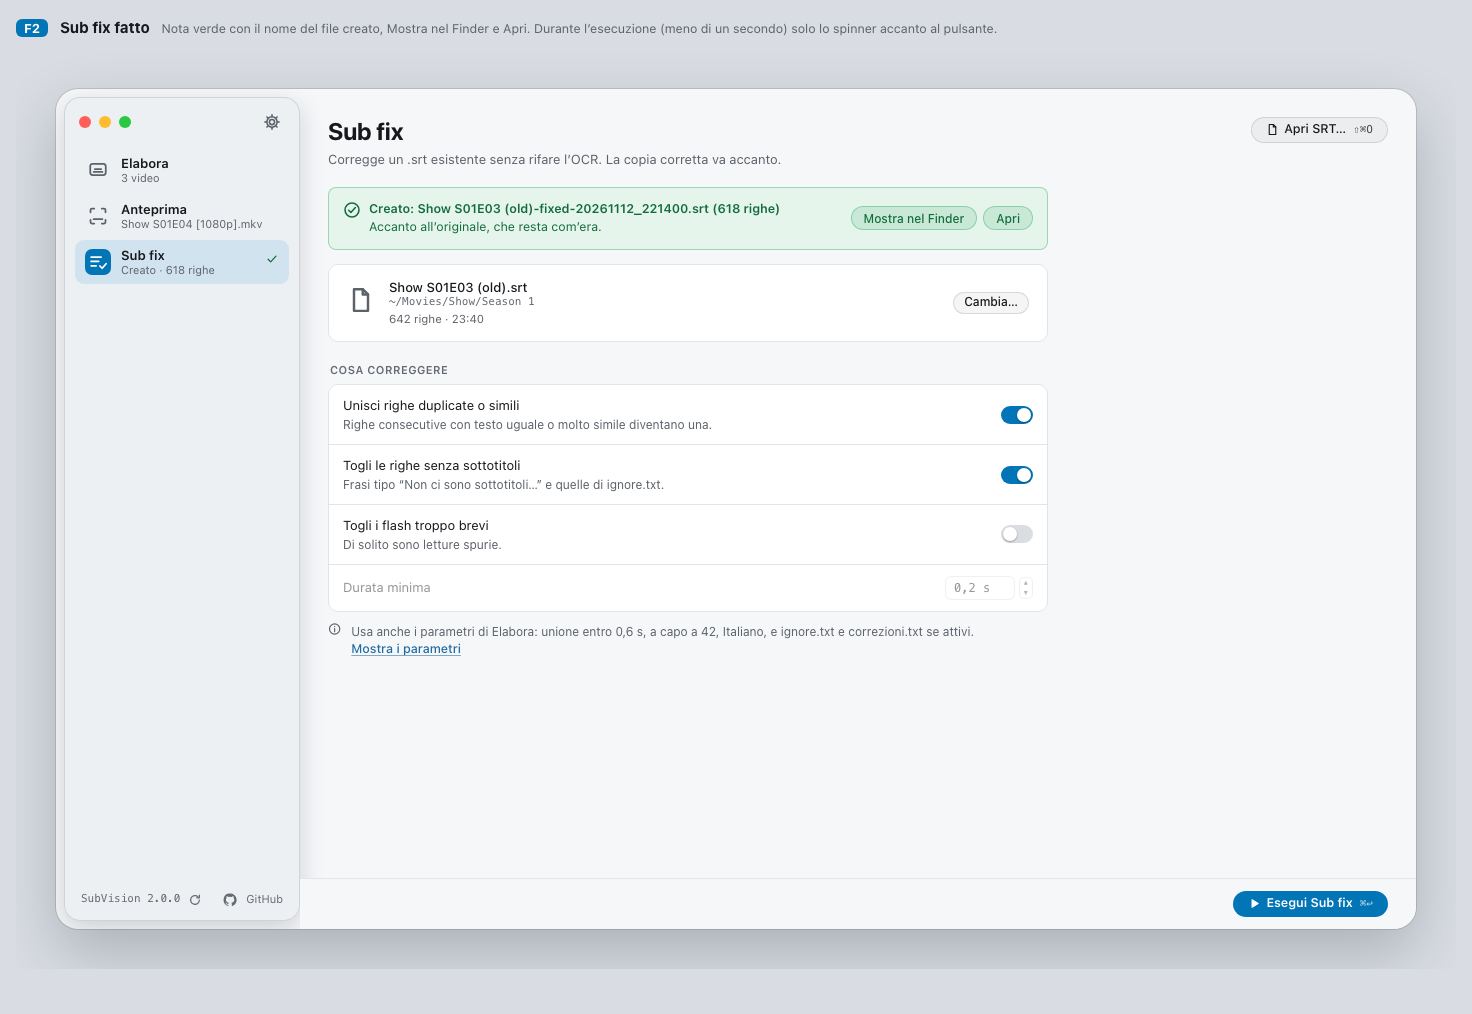 F2 Sub fix fatto Nota verde con il nome del file creato, Mostra nel Finder e Apri. Durante l'esecuzione (meno di un secondo) solo lo spinner accanto al pulsante.
Elabora
3 video
Anteprima
Show S01E04 [1080p].mkv
Sub fix
Creato · 618 righe
SubVision 2.0.0 GitHub
Sub fix
Corregge un .srt esistente senza rifare l'OCR. La copia corretta va accanto.
Apri SRT... ⇧⌘O
Creato: Show S01E03 (old)-fixed-20261112_221400.srt (618 righe)
Accanto all'originale, che resta com'era.
Mostra nel Finder Apri
Show S01E03 (old).srt
~/Movies/Show/Season 1
642 righe · 23:40
Cambia...
COSA CORREGGERE
Unisci righe duplicate o simili
Righe consecutive con testo uguale o molto simile diventano una.
Togli le righe senza sottotitoli
Frasi tipo “Non ci sono sottotitoli...” e quelle di ignore.txt.
Togli i flash troppo brevi
Di solito sono letture spurie.
Durata minima 0,2 s
Usa anche i parametri di Elabora: unione entro 0,6 s, a capo a 42, Italiano, e ignore.txt e correzioni.txt se attivi.
Mostra i parametri
Esegui Sub fix ⌘↩